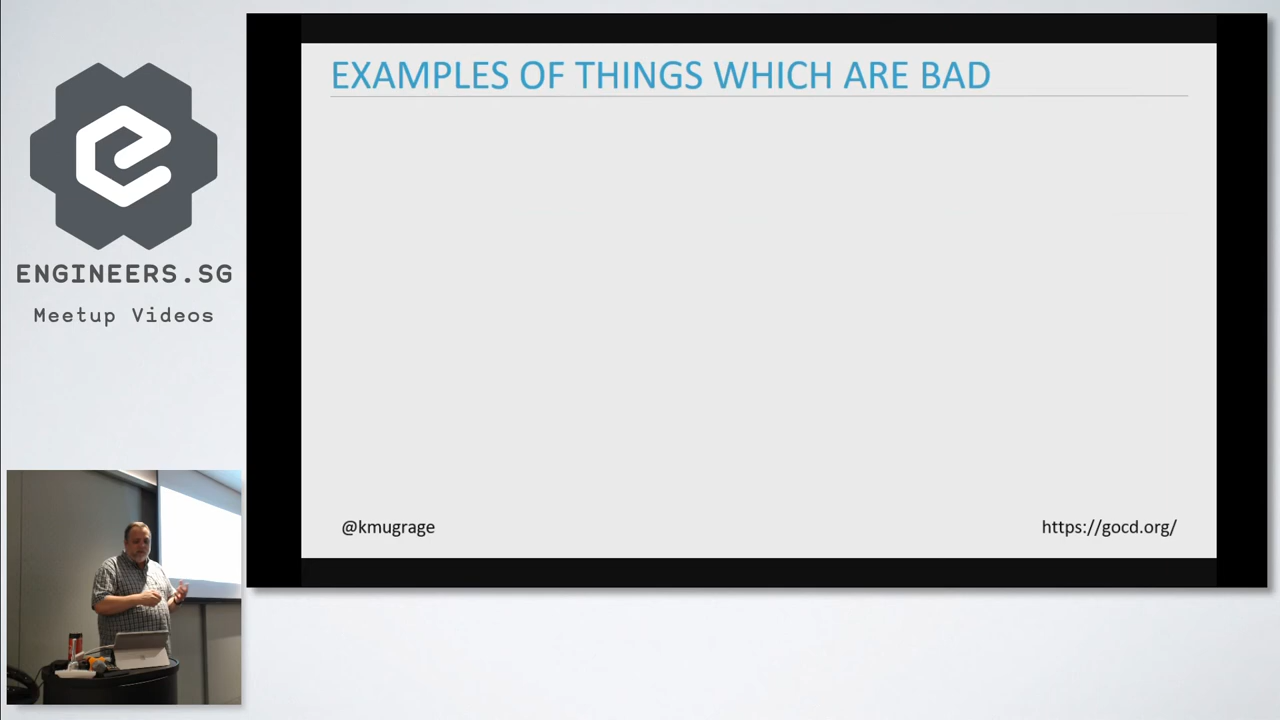 ENGINEERS.SG
Meetup Videos
EXAMPLES OF THINGS WHICH ARE BAD
@kmugrage
https://gocd.org/